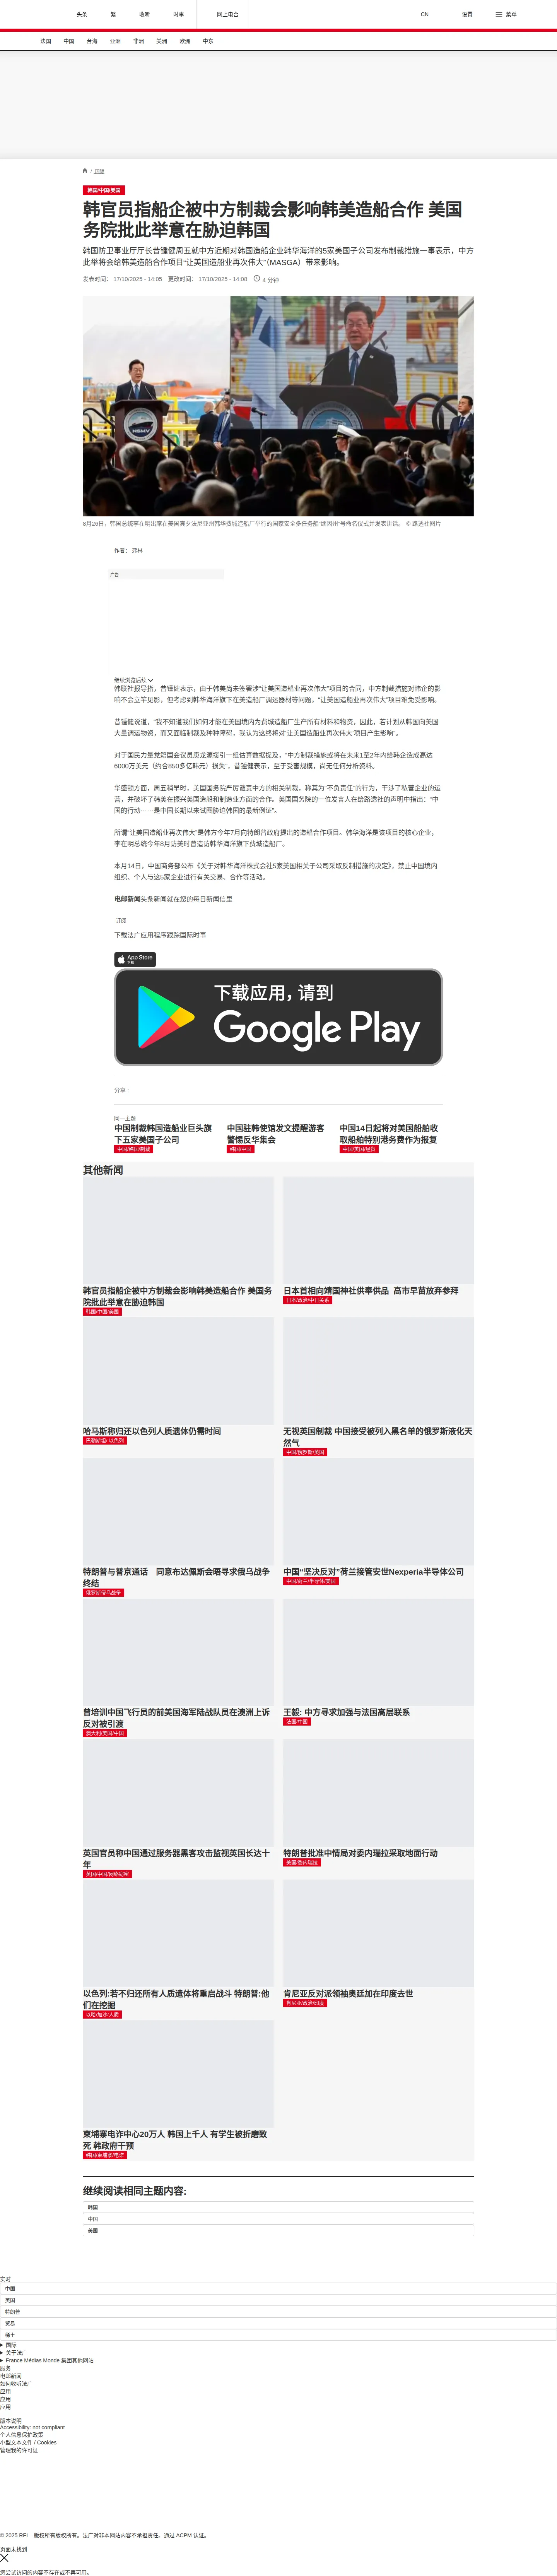 头条
繁
收听
时事
网上电台
CN
设置
菜单
法国
中国
台海
亚洲
非洲
美洲
欧洲
中东
/ 国际
韩国/中国/美国
韩官员指船企被中方制裁会影响韩美造船合作 美国
务院批此举意在胁迫韩国
韩国防卫事业厅厅长昔锺健周五就中方近期对韩国造船企业韩华海洋的5家美国子公司发布制裁措施一事表示，中方
此举将会给韩美造船合作项目“让美国造船业再次伟大”（MASGA）带来影响。
发表时间： 17/10/2025 - 14:05 更改时间： 17/10/2025 - 14:08 4 分钟
8月26日，韩国总统李在明出席在美国宾夕法尼亚州韩华费城造船厂举行的国家安全多任务船“缅因州”号命名仪式并发表讲话。 © 路透社图片
作者： 弗林
广告
继续浏览后续
韩联社报导指，昔锺健表示，由于韩美尚未签署涉“让美国造船业再次伟大”项目的合同，中方制裁措施对韩企的影
响不会立竿见影，但考虑到韩华海洋旗下在美造船厂调运器材等问题，“让美国造船业再次伟大”项目难免受影响。
昔锺健说道，“我不知道我们如何才能在美国境内为费城造船厂生产所有材料和物资，因此，若计划从韩国向美国
大量调运物资，而又面临制裁及种种障碍，我认为这终将对‘让美国造船业再次伟大’项目产生影响”。
对于国民力量党籍国会议员庾龙源援引一组估算数据提及，“中方制裁措施或将在未来1至2年内给韩企造成高达
6000万美元（约合850多亿韩元）损失”，昔锺健表示，至于受害规模，尚无任何分析资料。
华盛顿方面，周五稍早时，美国国务院严厉谴责中方的相关制裁，称其为“不负责任”的行为，干涉了私营企业的运
营，并破坏了韩美在振兴美国造船和制造业方面的合作。美国国务院的一位发言人在给路透社的声明中指出：“中
国的行动⋯⋯是中国长期以来试图胁迫韩国的最新例证”。
所谓“让美国造船业再次伟大”是韩方今年7月向特朗普政府提出的造船合作项目。韩华海洋是该项目的核心企业，
李在明总统今年8月访美时曾造访韩华海洋旗下费城造船厂。
本月14日，中国商务部公布《关于对韩华海洋株式会社5家美国相关子公司采取反制措施的决定》，禁止中国境内
组织、个人与这5家企业进行有关交易、合作等活动。
电邮新闻头条新闻就在您的每日新闻信里
订阅
下载法广应用程序跟踪国际时事
App Store
下载
下载应用，请到
Google Play
分享 :
同一主题
中国制裁韩国造船业巨头旗
下五家美国子公司
中国/韩国/制裁
中国驻韩使馆发文提醒游客
警惕反华集会
韩国/中国
中国14日起将对美国船舶收
取船舶特别港务费作为报复
中国/美国/经贸
其他新闻
韩官员指船企被中方制裁会影响韩美造船合作 美国务
院批此举意在胁迫韩国
韩国/中国/美国
日本首相向靖国神社供奉供品 高市早苗放弃参拜
日本/政治/中日关系
哈马斯称归还以色列人质遗体仍需时间
巴勒斯坦/ 以色列
无视英国制裁 中国接受被列入黑名单的俄罗斯液化天
然气
中国/俄罗斯/英国
特朗普与普京通话 同意布达佩斯会晤寻求俄乌战争
终结
俄罗斯侵乌战争
中国“坚决反对”荷兰接管安世Nexperia半导体公司
中国/荷兰/半导体/美国
曾培训中国飞行员的前美国海军陆战队员在澳洲上诉
反对被引渡
澳大利/美国/中国
王毅: 中方寻求加强与法国高层联系
法国/中国
英国官员称中国通过服务器黑客攻击监视英国长达十
年
英国/中国/网络窃密
特朗普批准中情局对委内瑞拉采取地面行动
美国/委内瑞拉
以色列:若不归还所有人质遗体将重启战斗 特朗普:他
们在挖掘
以哈/加沙/人质
肯尼亚反对派领袖奥廷加在印度去世
肯尼亚/政治/印度
柬埔寨电诈中心20万人 韩国上千人 有学生被折磨致
死 韩政府干预
韩国/柬埔寨/电诈
继续阅读相同主题内容:
韩国
中国
美国
实时
中国
美国
特朗普
贸易
稀土
国际
关于法广
France Médias Monde 集团其他网站
服务
电邮新闻
如何收听法广
应用
应用
应用
版本说明
Accessibility: not compliant
个人信息保护政策
小型文本文件 / Cookies
管理我的许可证
© 2025 RFI – 版权所有版权所有。法广对非本网站内容不承担责任。通过 ACPM 认证。
页面未找到
您尝试访问的内容不存在或不再可用。